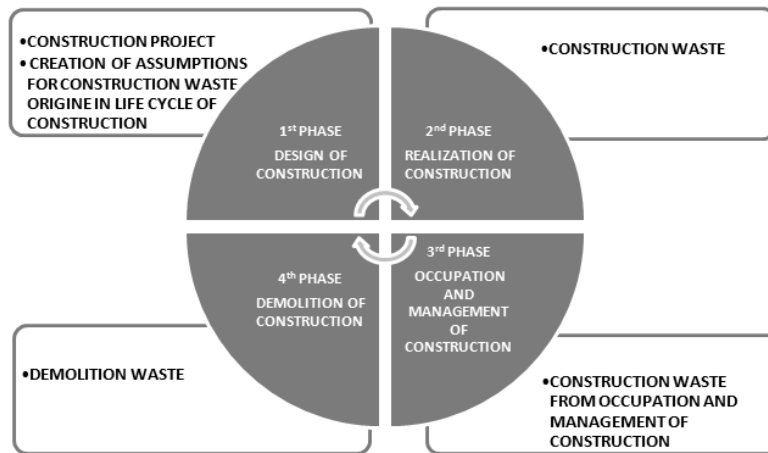 •CONSTRUCTION PROJECT
•CREATION OF ASSUMPTIONS
FOR CONSTRUCTION WASTE
ORIGINE IN LIFE CYCLE OF
CONSTRUCTION
•CONSTRUCTION WASTE
1st PHASE
DESIGN OF
CONSTRUCTION
2nd PHASE
REALIZATION OF
CONSTRUCTION
4th PHASE
DEMOLITION OF
CONSTRUCTION
3rd PHASE
OCCUPATION
AND
MANAGEMENT
OF
CONSTRUCTION
•DEMOLITION WASTE
•CONSTRUCTION WASTE
FROM OCCUPATION AND
MANAGEMENT OF
CONSTRUCTION